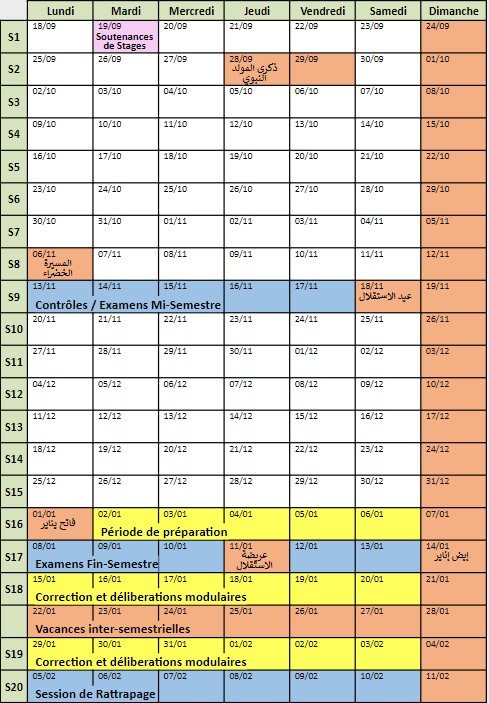 Lundi Mardi Mercredi Jeudi Vendredi Samedi Dimanche
S1 18/09 19/09 20/09 21/09 22/09 23/09 24/09
Soutenances
de Stages
S2 25/09 26/09 27/09 28/09 29/09 30/09 01/10
ذكرى المولد
النبوي
S3 02/10 03/10 04/10 05/10 06/10 07/10 08/10
S4 09/10 10/10 11/10 12/10 13/10 14/10 15/10
S5 16/10 17/10 18/10 19/10 20/10 21/10 22/10
S6 23/10 24/10 25/10 26/10 27/10 28/10 29/10
S7 30/10 31/10 01/11 02/11 03/11 04/11 05/11
S8 06/11 07/11 08/11 09/11 10/11 11/11 12/11
المسيرة
الخضراء
S9 13/11 14/11 15/11 16/11 17/11 18/11 19/11
Contrôles / Examens Mi-Semestre عيد الاستقلال
S10 20/11 21/11 22/11 23/11 24/11 25/11 26/11
S11 27/11 28/11 29/11 30/11 01/12 02/12 03/12
S12 04/12 05/12 06/12 07/12 08/12 09/12 10/12
S13 11/12 12/12 13/12 14/12 15/12 16/12 17/12
S14 18/12 19/12 20/12 21/12 22/12 23/12 24/12
S15 25/12 26/12 27/12 28/12 29/12 30/12 31/12
S16 01/01 02/01 03/01 04/01 05/01 06/01 07/01
فاتح يناير Période de préparation
S17 08/01 09/01 10/01 11/01 12/01 13/01 14/01
Examens Fin-Semestre عريضة الاستقلال إيض إناير
S18 15/01 16/01 17/01 18/01 19/01 20/01 21/01
Correction et déliberations modulaires
22/01 23/01 24/01 25/01 26/01 27/01 28/01
Vacances inter-semestrielles
S19 29/01 30/01 31/01 01/02 02/02 03/02 04/02
Correction et déliberations modulaires
S20 05/02 06/02 07/02 08/02 09/02 10/02 11/02
Session de Rattrapage